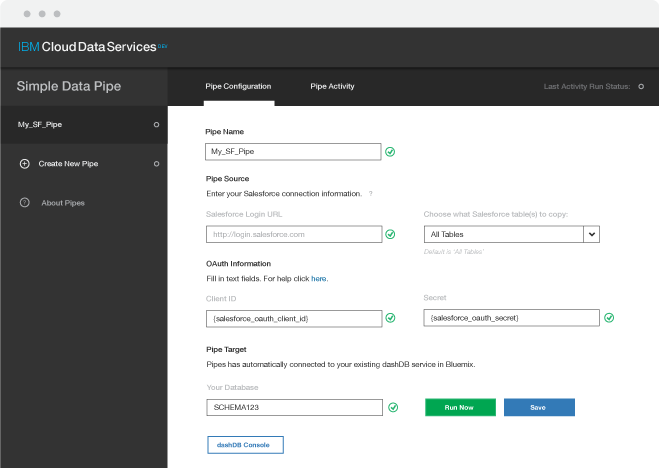 IBM Cloud Data Services DEV
Simple Data Pipe
Pipe Configuration
Pipe Activity
Last Activity Run Status:
My_SF_Pipe
Create New Pipe
? About Pipes
Pipe Name
My_SF_Pipe
Pipe Source
Enter your Salesforce connection information. ?
Salesforce Login URL
Choose what Salesforce table(s) to copy:
http://login.salesforce.com
All Tables
Default is 'All Tables'
OAuth Information
Fill in text fields. For help click here.
Client ID
Secret
{salesforce_oauth_client_id}
{salesforce_oauth_secret}
Pipe Target
Pipes has automatically connected to your existing dashDB service in Bluemix.
Your Database
SCHEMA123
Run Now
Save
dashDB Console